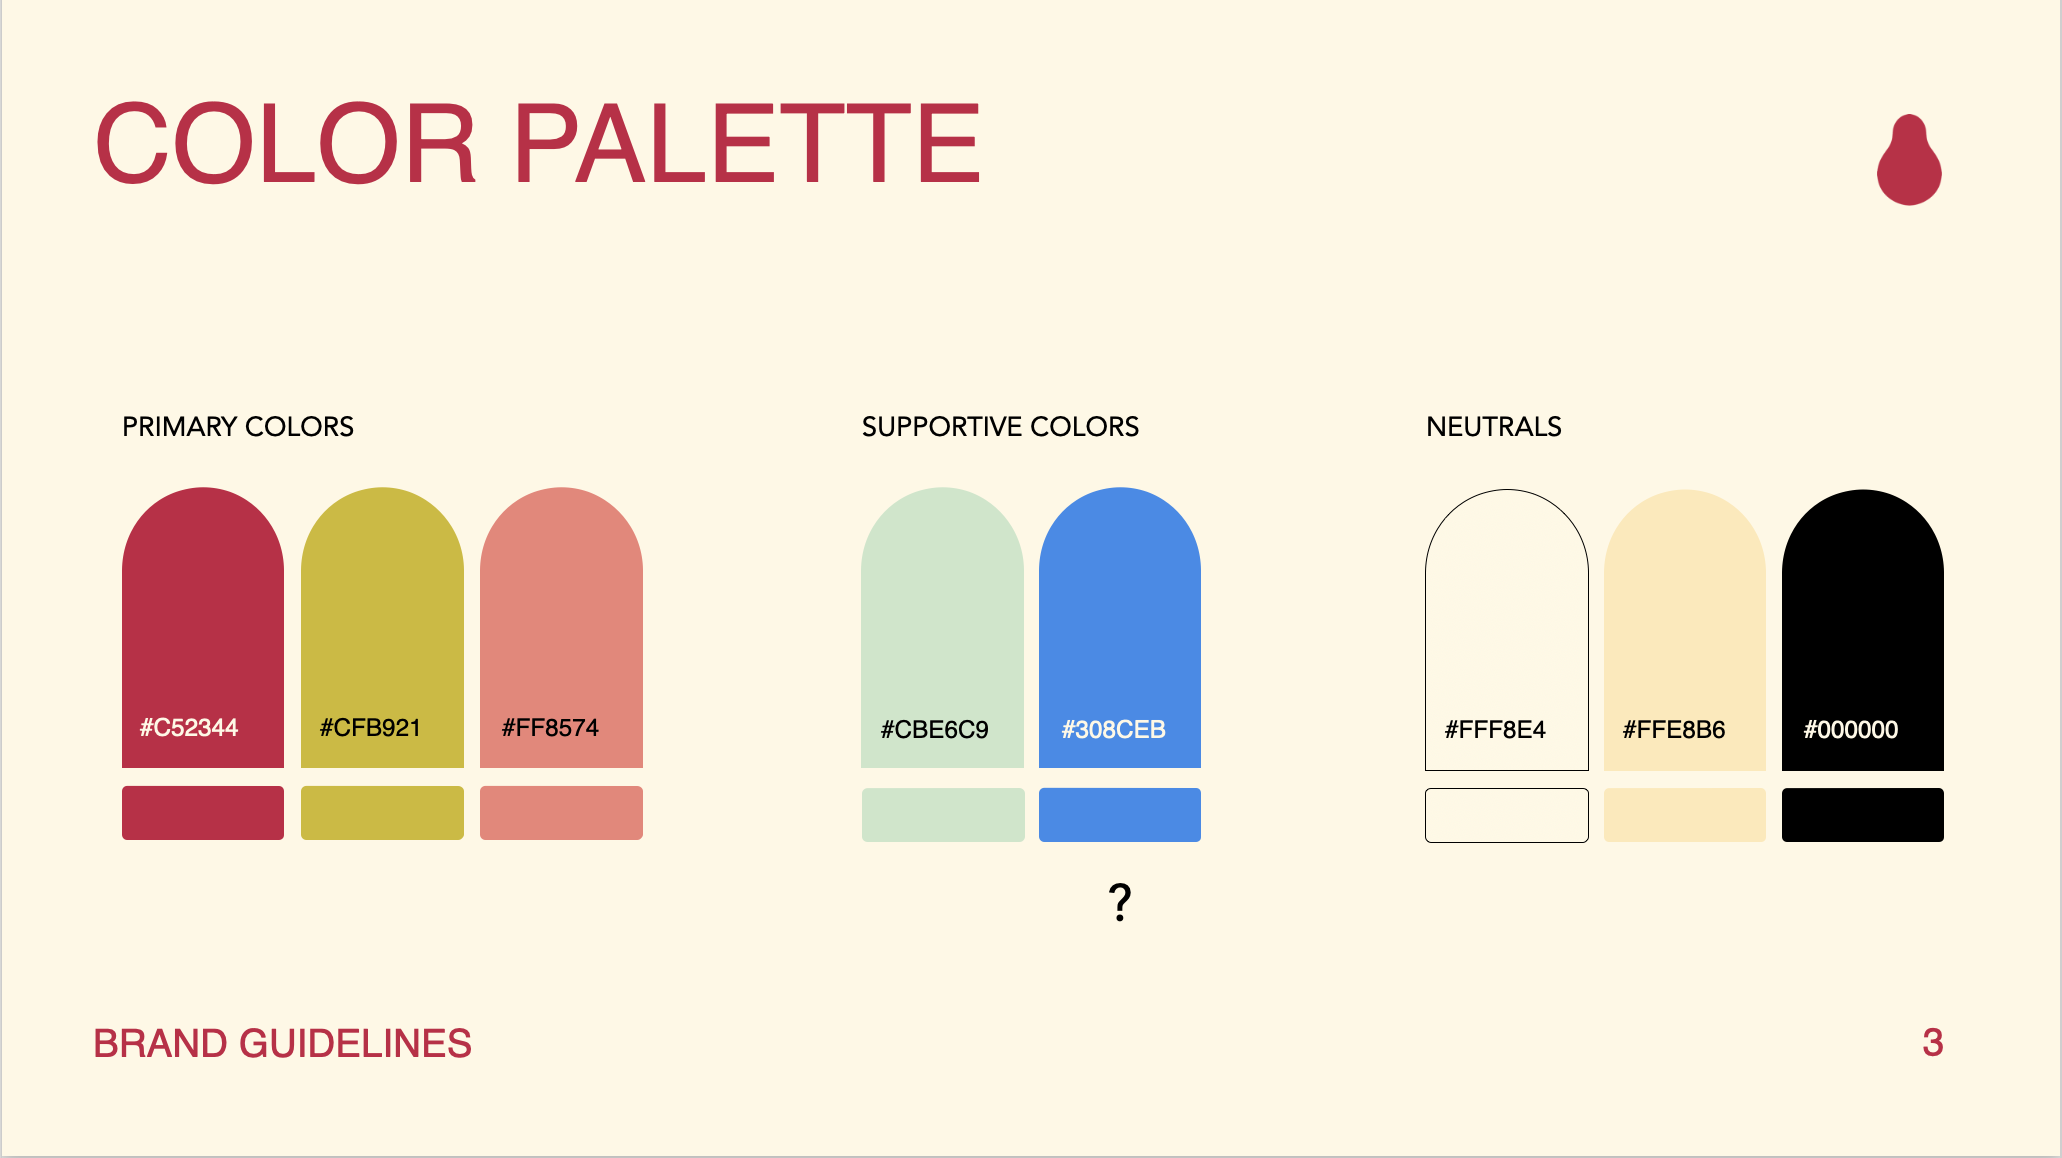 COLOR PALETTE
PRIMARY COLORS
#C52344
#CFB921
#FF8574
SUPPORTIVE COLORS
#CBE6C9
#308CEB
?
NEUTRALS
#FFF8E4
#FFE8B6
#000000
BRAND GUIDELINES
3